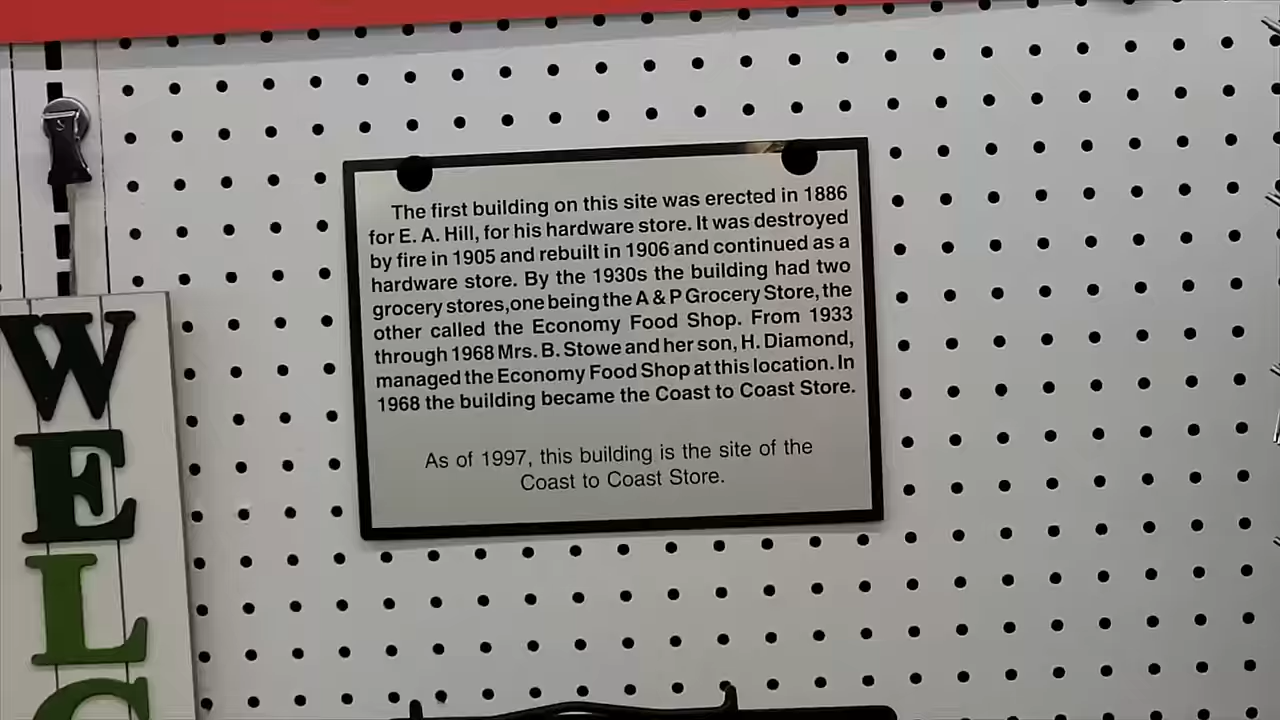 The first building on this site was erected in 1886
for E. A. Hill, for his hardware store. It was destroyed
by fire in 1905 and rebuilt in 1906 and continued as a
hardware store. By the 1930s the building had two
grocery stores,one being the A & P Grocery Store, the
other called the Economy Food Shop. From 1933
through 1968 Mrs. B. Stowe and her son, H. Diamond,
managed the Economy Food Shop at this location. In
1968 the building became the Coast to Coast Store.
As of 1997, this building is the site of the
Coast to Coast Store.
WELC